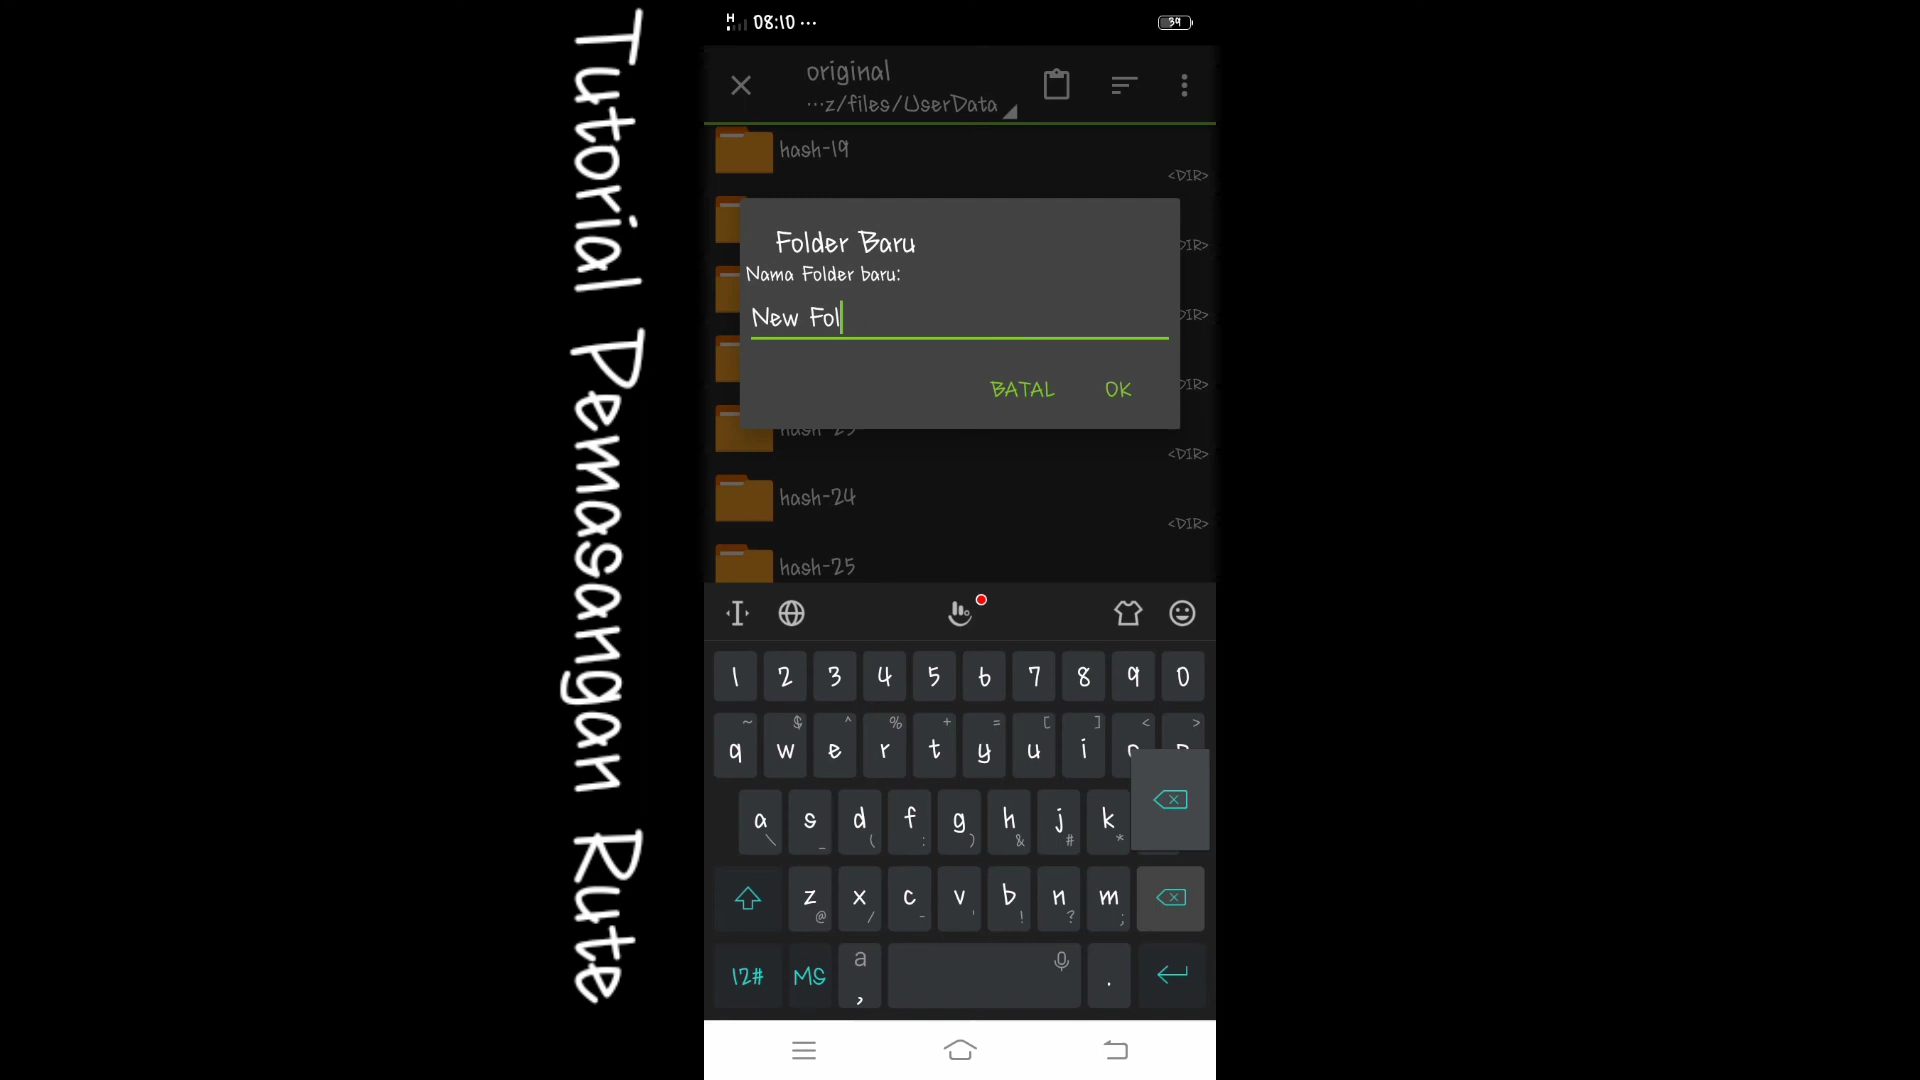 Tutorial Pemasangan Rute
H 08:10 ...
39
original
...z/files/UserData
hash-19
<DIR>
Folder Baru
Nama Folder baru:
New Fol
BATAL OK
<DIR>
hash-24
<DIR>
hash-25
1 2 3 4 5 6 7 8 9 0
~ $ ^ % + = [ ] < >
q w e r t y u i
a s d f g h j k
\ _ ( : ) & # *
z x c v b n m
@ / - ' ! ? ;
12# MS a , .